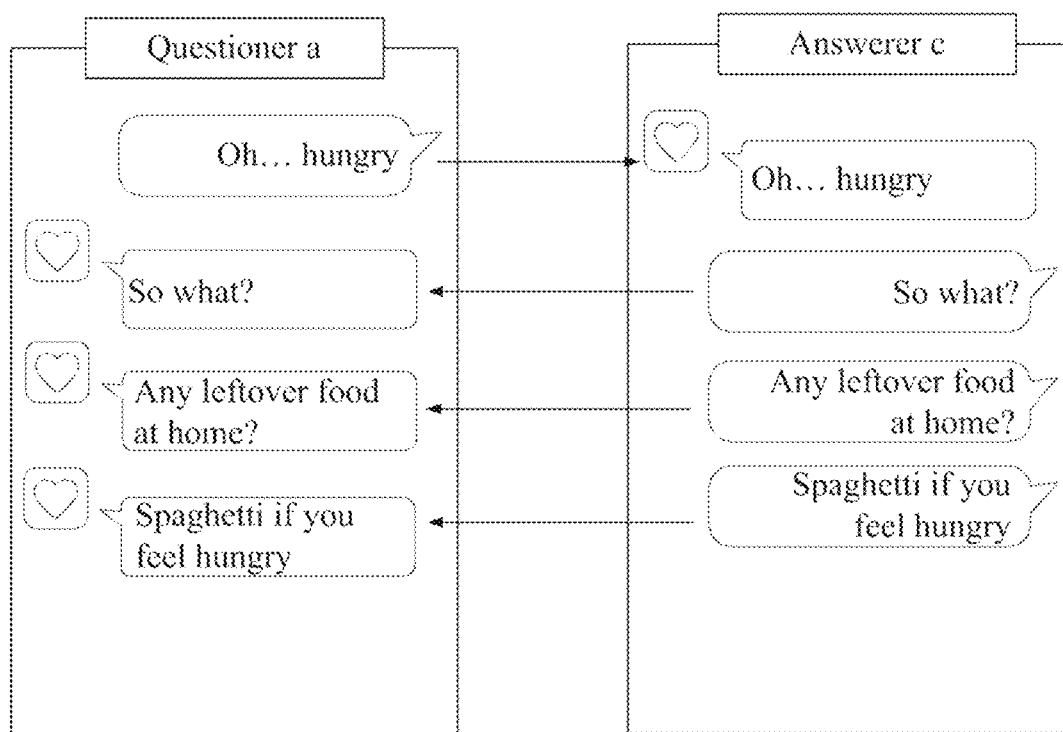 Questioner a
Answerer c
Oh... hungry
Oh... hungry
So what?
So what?
Any leftover food
at home?
Any leftover food
at home?
Spaghetti if you
feel hungry
Spaghetti if you
feel hungry